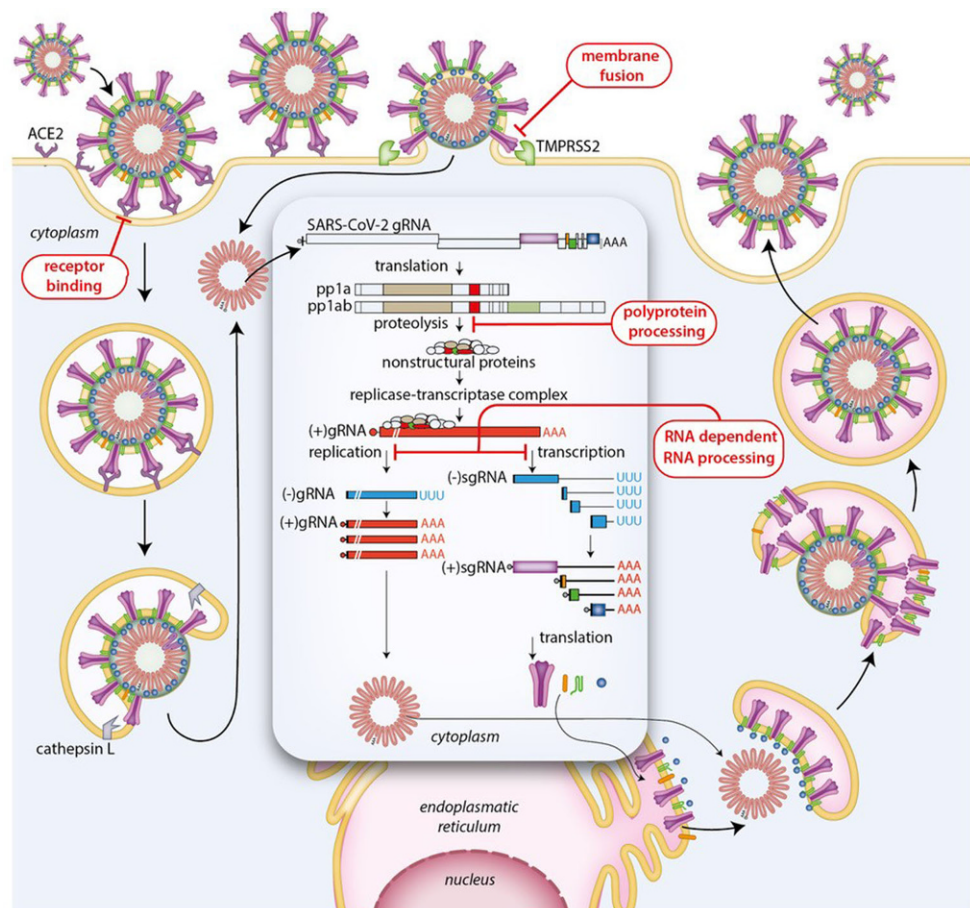 membrane
fusion
ACE2
TMPRSS2
cytoplasm
receptor
binding
SARS-CoV-2 gRNA
AAA
translation
pp1a
pp1ab
proteolysis
polyprotein
processing
nonstructural proteins
replicase-transcriptase complex
(+)gRNA
AAA
replication
transcription
RNA dependent
RNA processing
(-)sgRNA
UUU
UUU
UUU
UUU
(-)gRNA
UUU
(+)gRNA
AAA
AAA
AAA
(+)sgRNA
AAA
AAA
AAA
AAA
translation
cathepsin L
cytoplasm
endoplasmatic
reticulum
nucleus